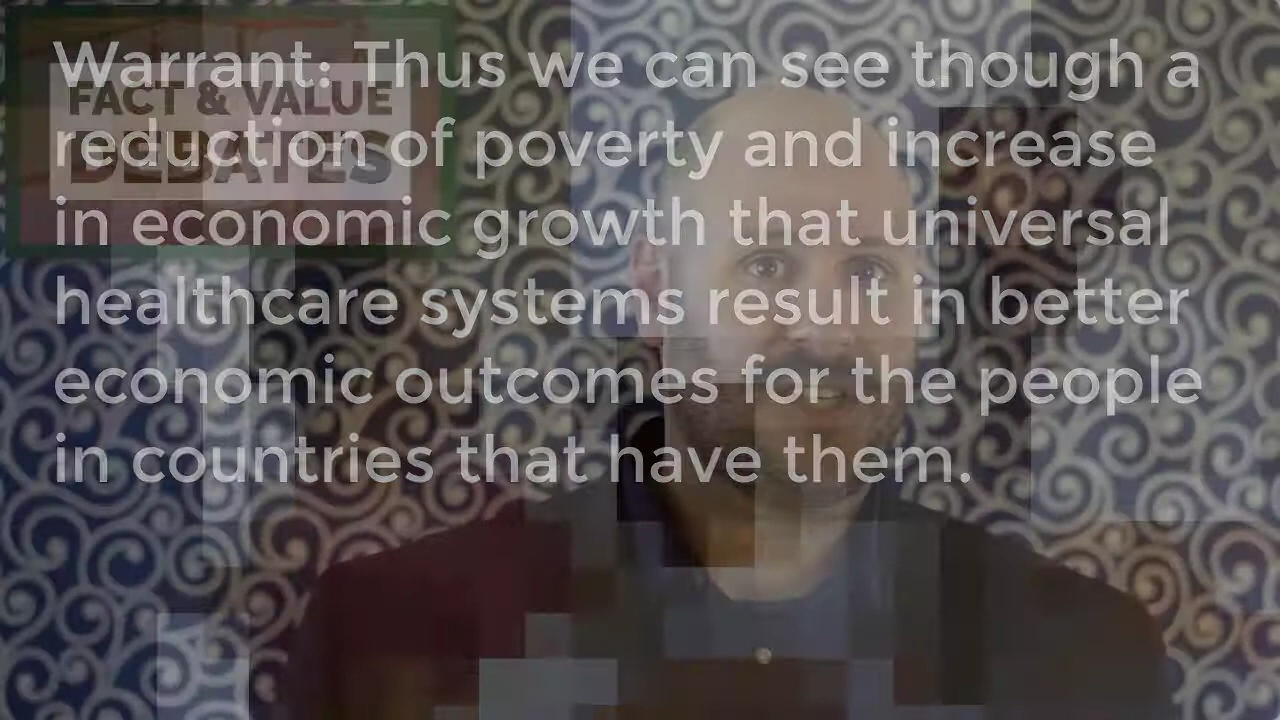 Warrant: Thus we can see though a
FACT & VALUE
reduction of poverty and increase
DEBATES
in economic growth that universal
healthcare systems result in better
economic outcomes for the people
in countries that have them.